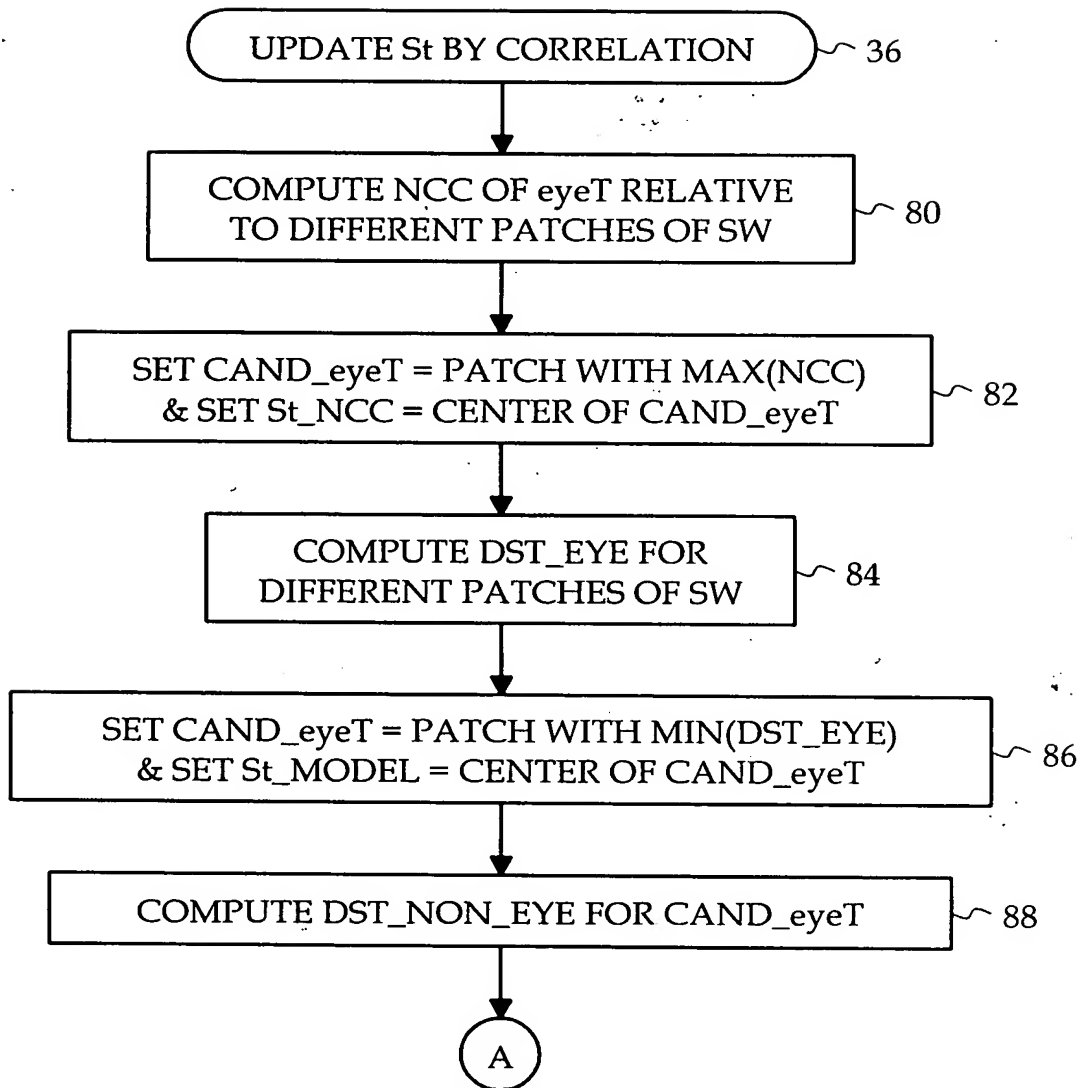 UPDATE St BY CORRELATION
36
COMPUTE NCC OF eyeT RELATIVE
TO DIFFERENT PATCHES OF SW
80
SET CAND_eyeT = PATCH WITH MAX(NCC)
& SET St_NCC = CENTER OF CAND_eyeT
82
COMPUTE DST_EYE FOR
DIFFERENT PATCHES OF SW
84
SET CAND_eyeT = PATCH WITH MIN(DST_EYE)
& SET St_MODEL = CENTER OF CAND_eyeT
86
COMPUTE DST_NON_EYE FOR CAND_eyeT
88
A